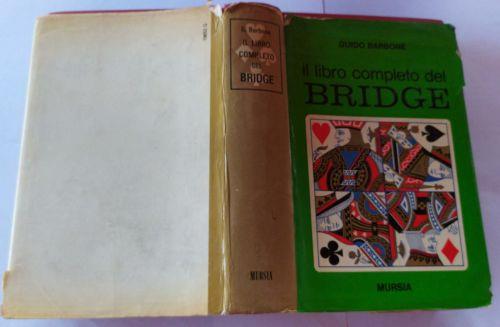 G. Barbone
IL LIBRO
COMPLETO
DEL
BRIDGE
MURSIA
GUIDO BARBONE
il libro completo del
BRIDGE
MURSIA